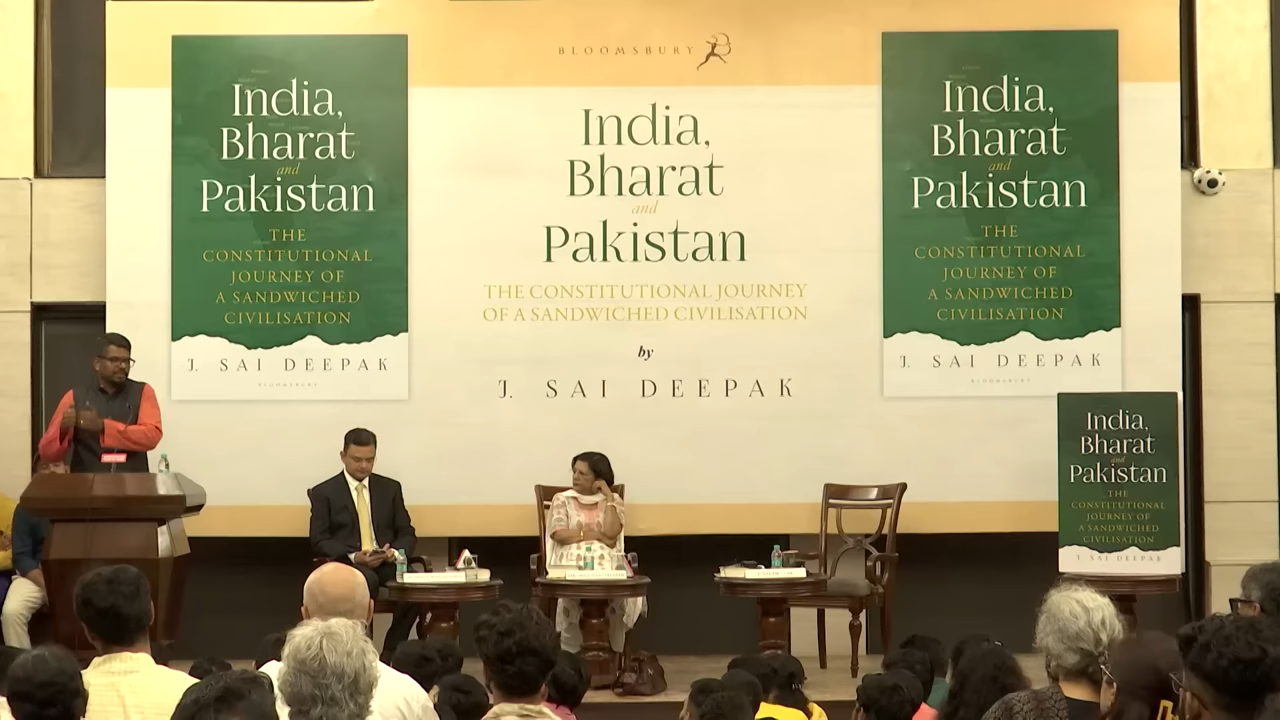 BLOOMSBURY
India,
Bharat
and
Pakistan
THE
CONSTITUTIONAL
JOURNEY OF
A SANDWICHED
CIVILISATION
J. SAI DEEPAK
BLOOMSBURY
India,
Bharat
and
Pakistan
THE CONSTITUTIONAL JOURNEY
OF A SANDWICHED CIVILISATION
by
J. SAI DEEPAK
India,
Bharat
and
Pakistan
THE
CONSTITUTIONAL
JOURNEY OF
A SANDWICHED
CIVILISATION
J. SAI DEEPAK
BLOOMSBURY
India,
Bharat
and
Pakistan
THE
CONSTITUTIONAL
JOURNEY OF
A SANDWICHED
CIVILISATION
J. SAI DEEPAK